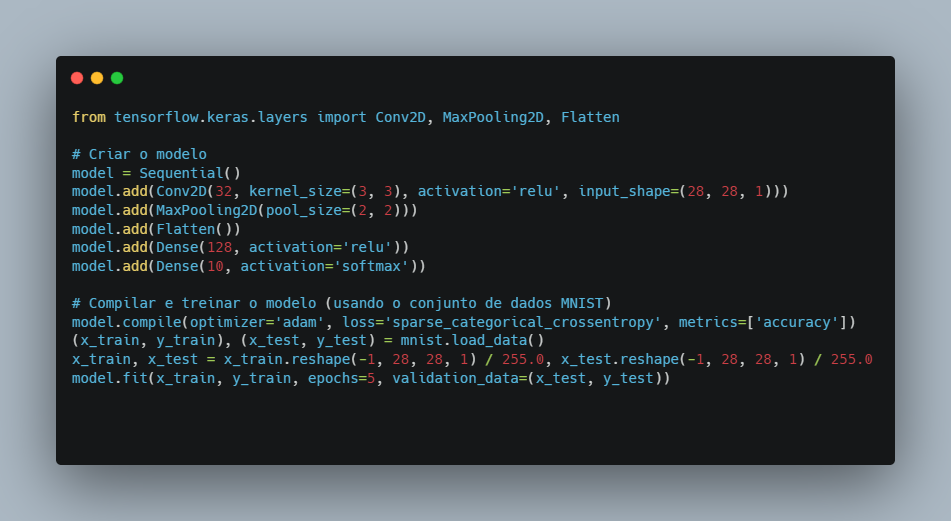 from tensorflow.keras.layers import Conv2D, MaxPooling2D, Flatten
# Criar o modelo
model = Sequential()
model.add(Conv2D(32, kernel_size=(3, 3), activation='relu', input_shape=(28, 28, 1)))
model.add(MaxPooling2D(pool_size=(2, 2)))
model.add(Flatten())
model.add(Dense(128, activation='relu'))
model.add(Dense(10, activation='softmax'))
# Compilar e treinar o modelo (usando o conjunto de dados MNIST)
model.compile(optimizer='adam', loss='sparse_categorical_crossentropy', metrics=['accuracy'])
(x_train, y_train), (x_test, y_test) = mnist.load_data()
x_train, x_test = x_train.reshape(-1, 28, 28, 1) / 255.0, x_test.reshape(-1, 28, 28, 1) / 255.0
model.fit(x_train, y_train, epochs=5, validation_data=(x_test, y_test))